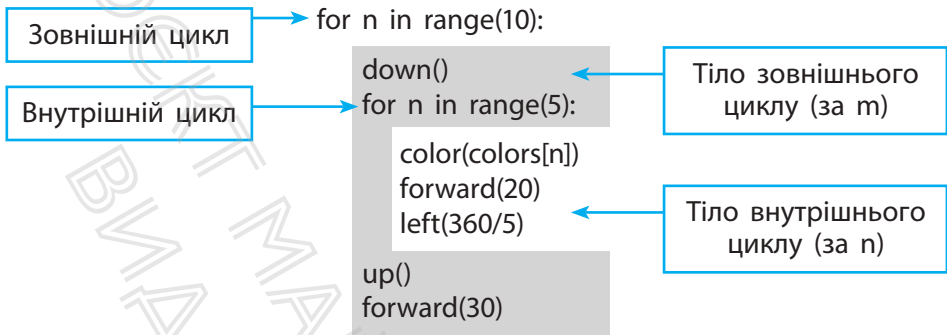 Зовнішній цикл
for n in range(10):
down()
Тіло зовнішнього
циклу (за m)
Внутрішній цикл
for n in range(5):
color(colors[n])
forward(20)
left(360/5)
Тіло внутрішнього
циклу (за n)
up()
forward(30)